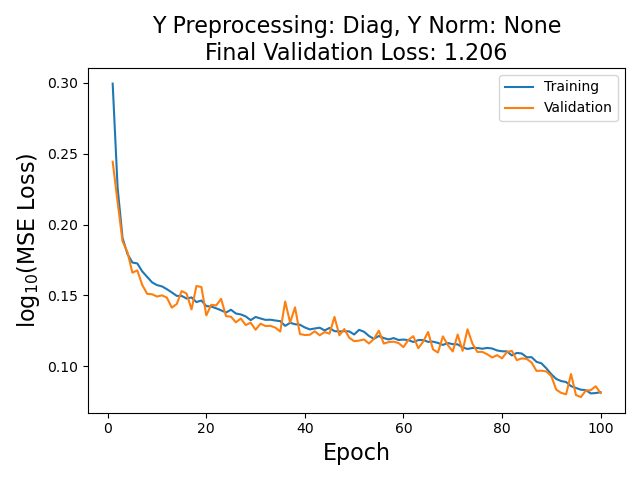 Y Preprocessing: Diag, Y Norm: None
Final Validation Loss: 1.206
Training
Validation
0.30
0.25
0.20
0.15
0.10
log₁₀(MSE Loss)
0 20 40 60 80 100
Epoch